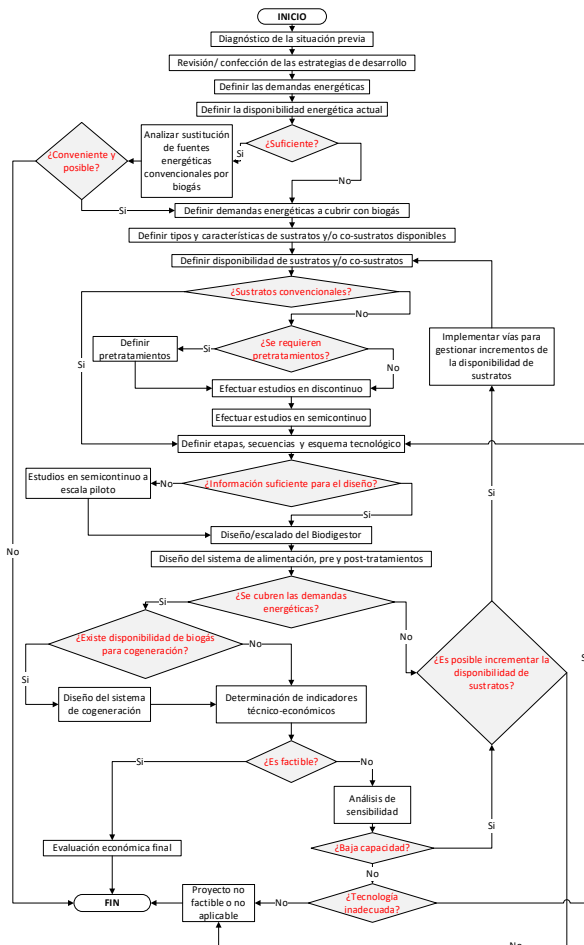 INICIO
Diagnóstico de la situación previa
Revisión/ confección de las estrategias de desarrollo
Definir las demandas energéticas
Definir la disponibilidad energética actual
¿Suficiente?
Si
No
Analizar sustitución
de fuentes
energéticas
convencionales por
biogás
¿Conveniente y
posible?
Si
No
Definir demandas energéticas a cubrir con biogás
Definir tipos y características de sustratos y/o co-sustratos disponibles
Definir disponibilidad de sustratos y/o co-sustratos
¿Sustratos convencionales?
Si
No
¿Se requieren
pretratamientos?
Si
No
Definir
pretratamientos
Efectuar estudios en discontinuo
Efectuar estudios en semicontinuo
Definir etapas, secuencias y esquema tecnológico
Implementar vías para
gestionar incrementos de
la disponibilidad de
sustratos
Si
¿Información suficiente para el diseño?
No
Si
Estudios en semicontinuo a
escala piloto
Diseño/escalado del Biodigestor
Diseño del sistema de alimentación, pre y post-tratamientos
¿Se cubren las demandas
energéticas?
Si
No
¿Existe disponibilidad de biogás
para cogeneración?
Si
No
Diseño del sistema
de cogeneración
Determinación de indicadores
técnico-económicos
¿Es posible incrementar la
disponibilidad de
sustratos?
¿Es factible?
Si
No
Análisis de
sensibilidad
Evaluación económica final
¿Baja capacidad?
Si
No
¿Tecnología
inadecuada?
No
Proyecto no
factible o no
aplicable
FIN